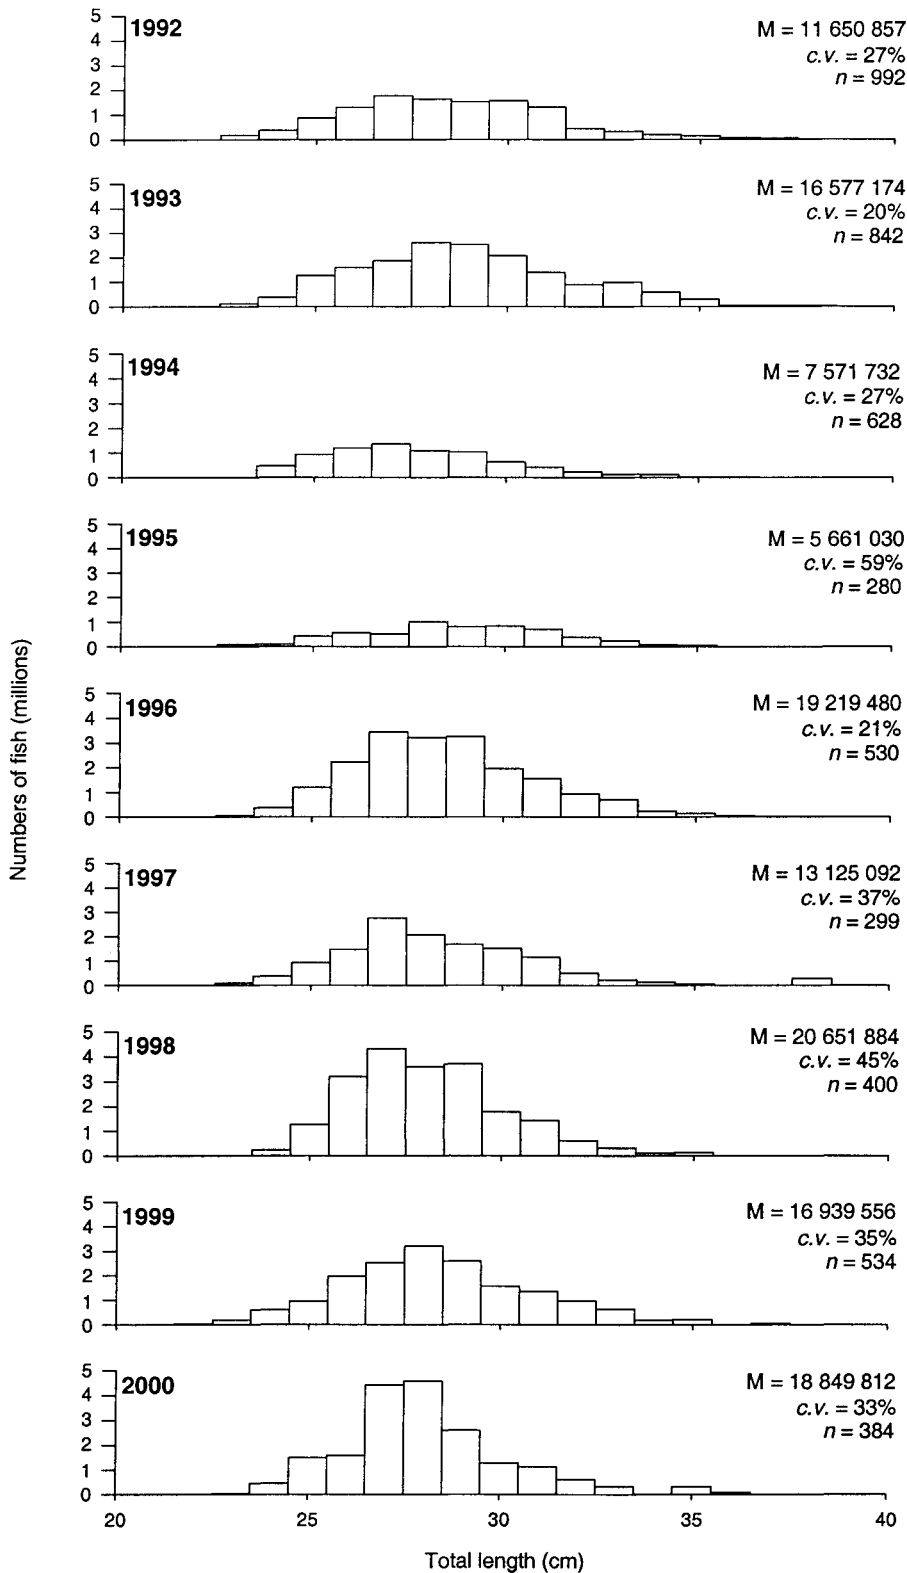 5
4
3
2
1
0
1992
M = 11 650 857
c.v. = 27%
n = 992
5
4
3
2
1
0
1993
M = 16 577 174
c.v. = 20%
n = 842
5
4
3
2
1
0
1994
M = 7 571 732
c.v. = 27%
n = 628
5
4
3
2
1
0
1995
M = 5 661 030
c.v. = 59%
n = 280
Numbers of fish (millions)
5
4
3
2
1
0
1996
M = 19 219 480
c.v. = 21%
n = 530
5
4
3
2
1
0
1997
M = 13 125 092
c.v. = 37%
n = 299
5
4
3
2
1
0
1998
M = 20 651 884
c.v. = 45%
n = 400
5
4
3
2
1
0
1999
M = 16 939 556
c.v. = 35%
n = 534
5
4
3
2
1
0
2000
M = 18 849 812
c.v. = 33%
n = 384
20 25 30 35 40
Total length (cm)